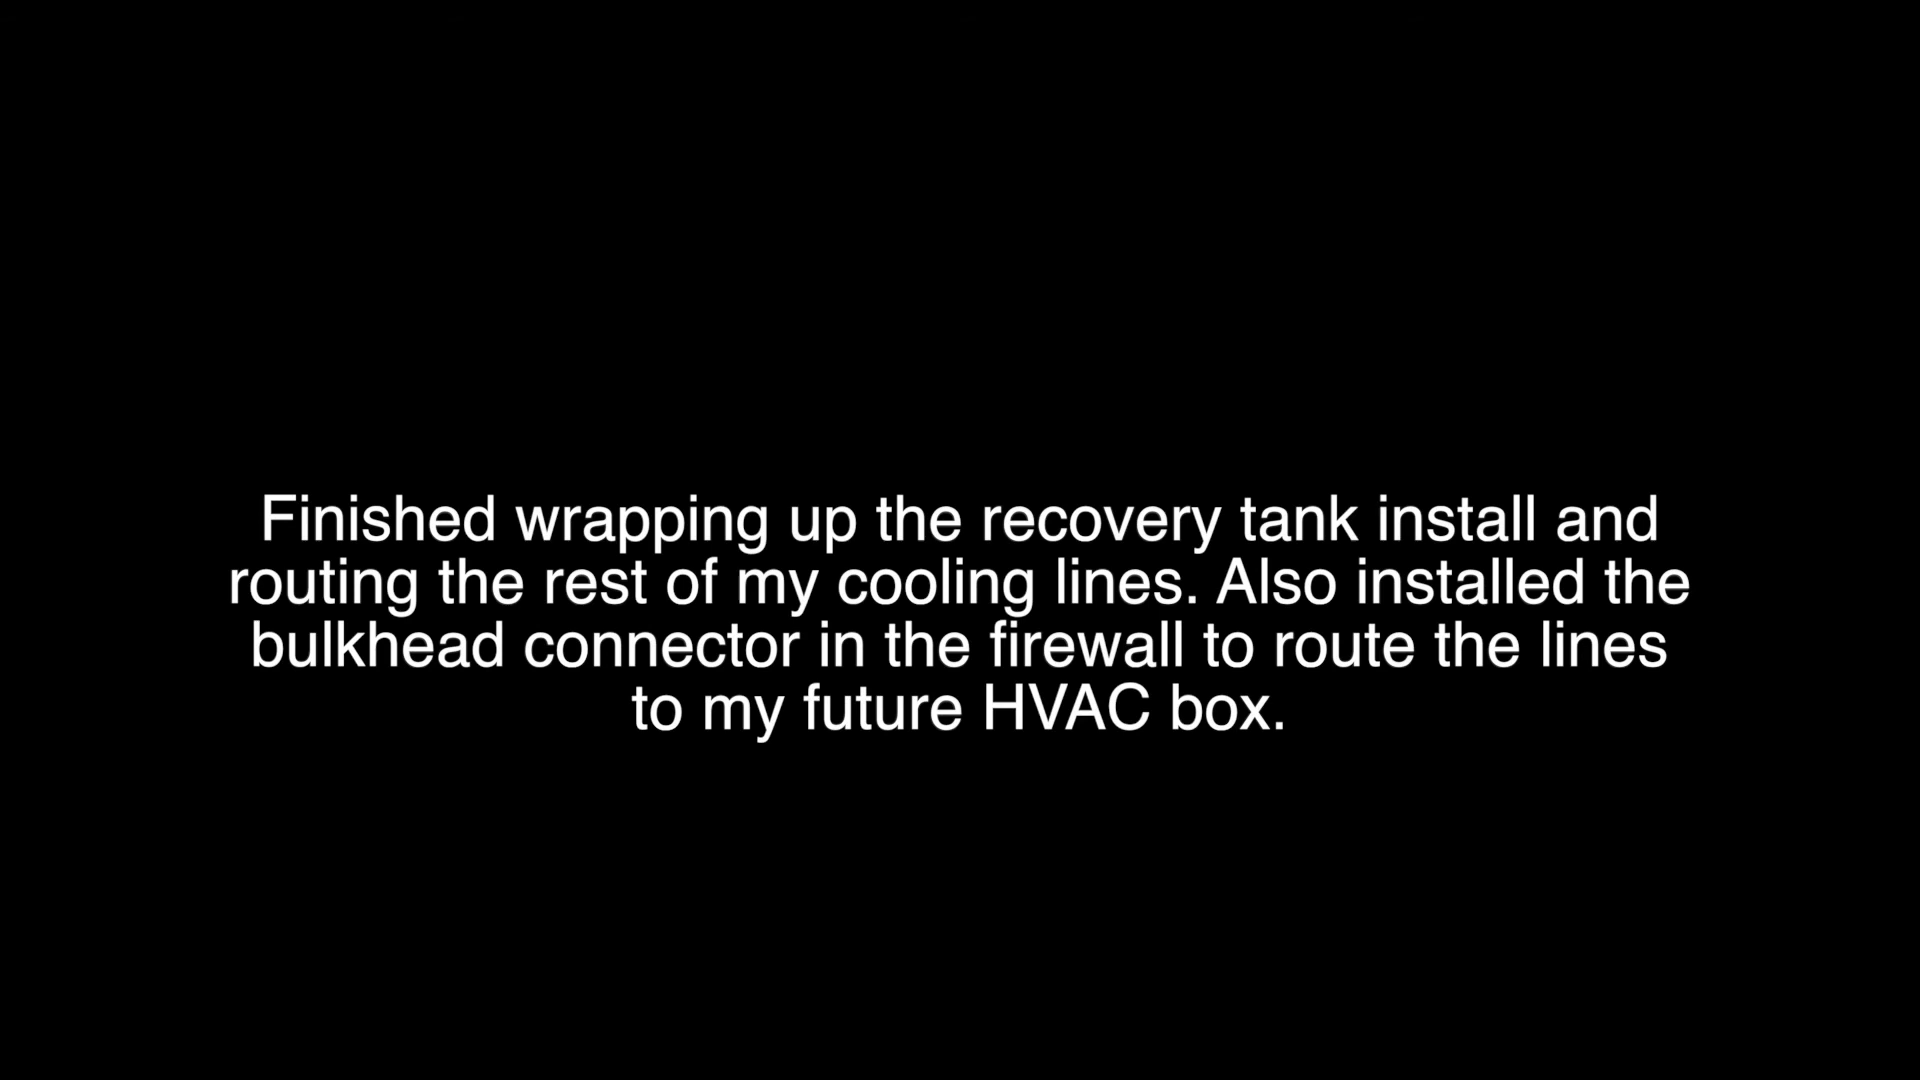 Finished wrapping up the recovery tank install and
routing the rest of my cooling lines. Also installed the
bulkhead connector in the firewall to route the lines
to my future HVAC box.